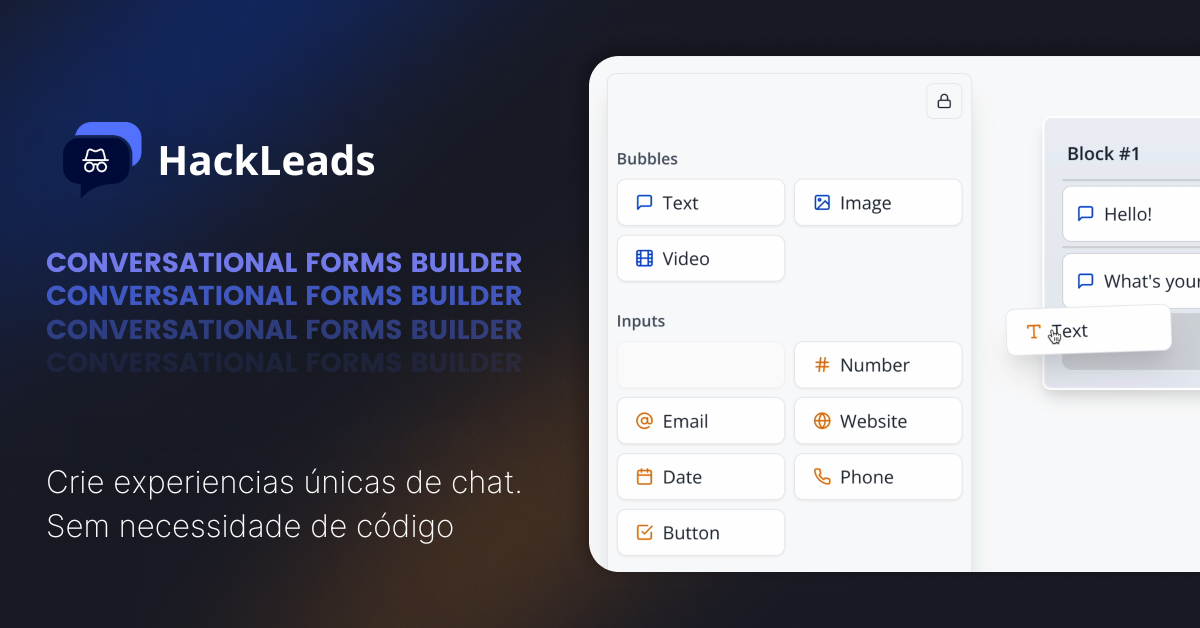 HackLeads
CONVERSATIONAL FORMS BUILDER
CONVERSATIONAL FORMS BUILDER
CONVERSATIONAL FORMS BUILDER
CONVERSATIONAL FORMS BUILDER
Crie experiencias únicas de chat.
Sem necessidade de código
Bubbles
Text
Image
Video
Inputs
Number
Email
Website
Date
Phone
Button
Block #1
Hello!
What's your
Text